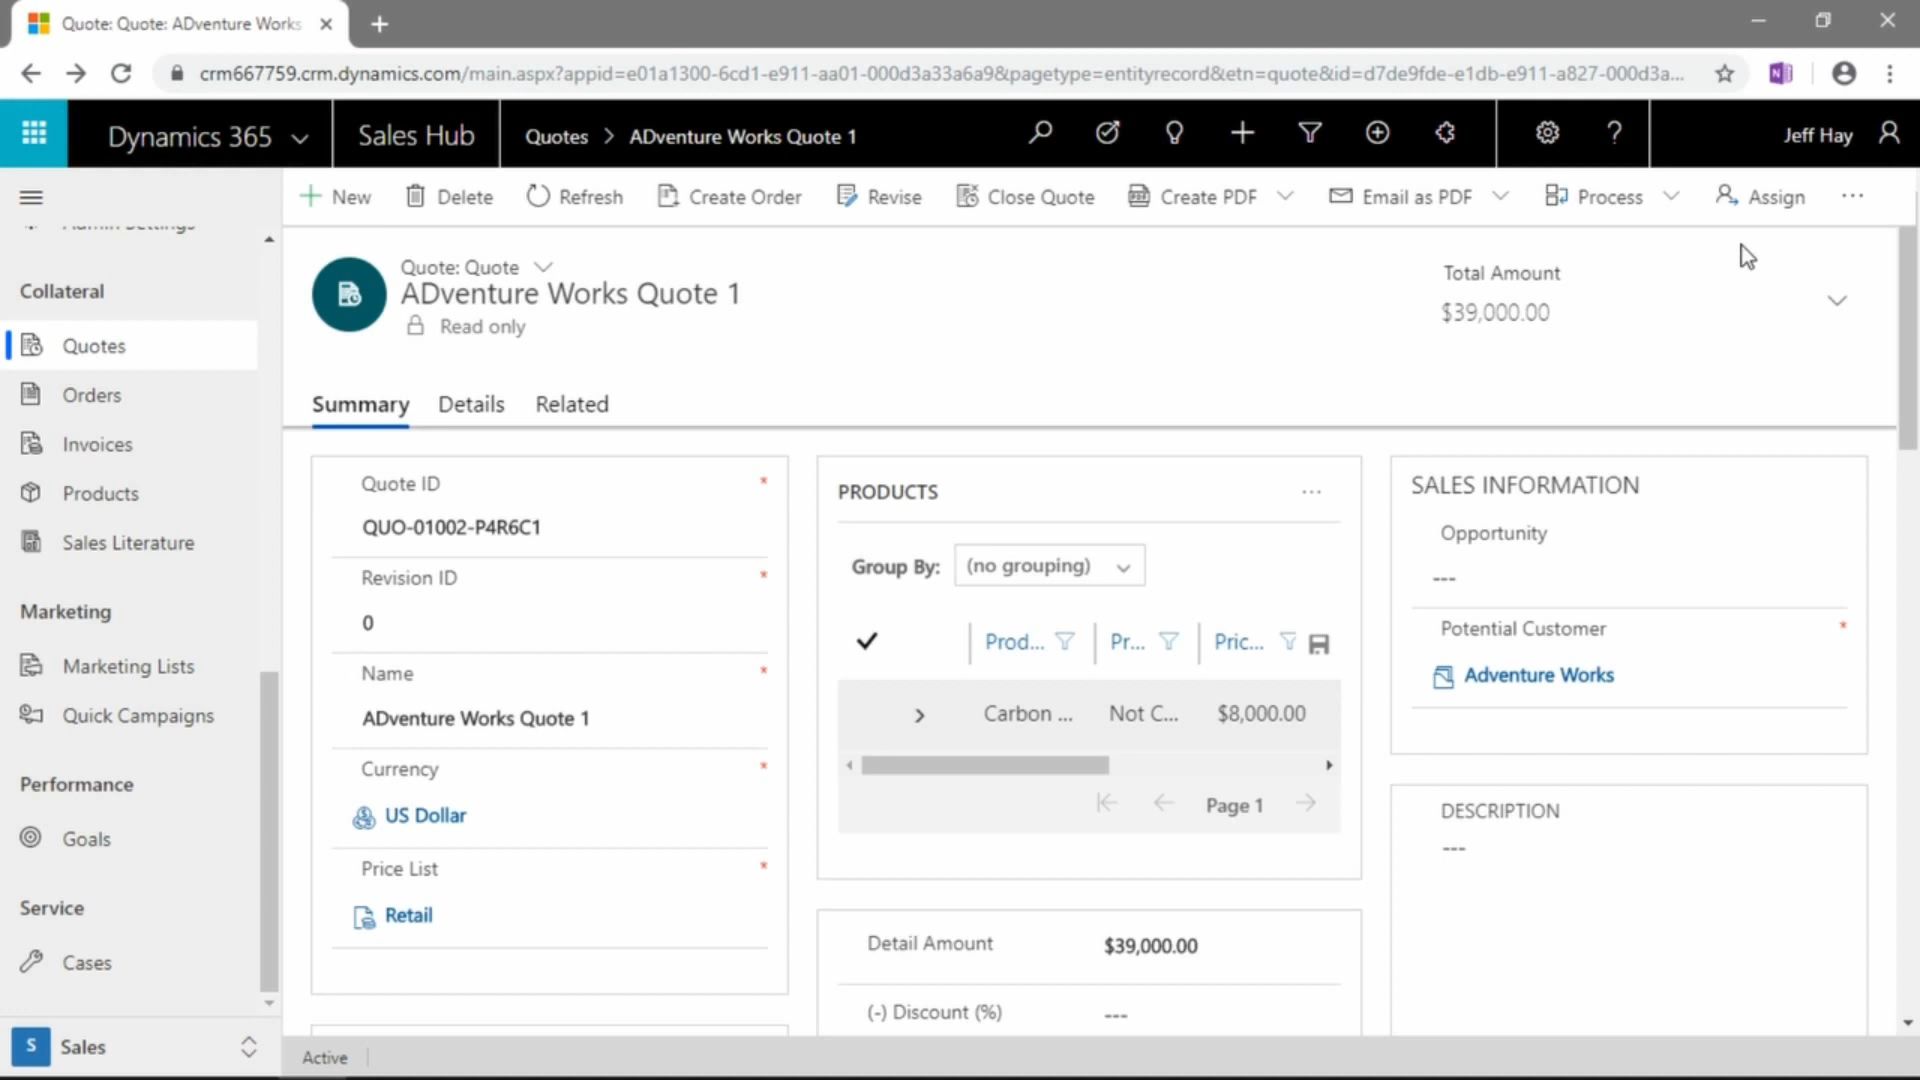 Quote: Quote: ADventure Works
crm667759.crm.dynamics.com/main.aspx?appid=e01a1300-6cd1-e911-aa01-000d3a33a6a9&pagetype=entityrecord&etn=quote&id=d7de9fde-e1db-e911-a827-000d3a...
Dynamics 365 Sales Hub Quotes > ADventure Works Quote 1 Jeff Hay
New Delete Refresh Create Order Revise Close Quote Create PDF Email as PDF Process Assign ...
Admin Settings
Collateral
Quotes
Orders
Invoices
Products
Sales Literature
Marketing
Marketing Lists
Quick Campaigns
Performance
Goals
Service
Cases
S Sales
Quote: Quote
ADventure Works Quote 1
Read only
Total Amount
$39,000.00
Summary Details Related
Quote ID *
QUO-01002-P4R6C1
Revision ID *
0
Name *
ADventure Works Quote 1
Currency *
US Dollar
Price List *
Retail
PRODUCTS ...
Group By: (no grouping)
Prod... Pr... Pric...
Carbon ... Not C... $8,000.00
Page 1
Detail Amount $39,000.00
(-) Discount (%) ---
SALES INFORMATION
Opportunity
---
Potential Customer *
Adventure Works
DESCRIPTION
---
Active